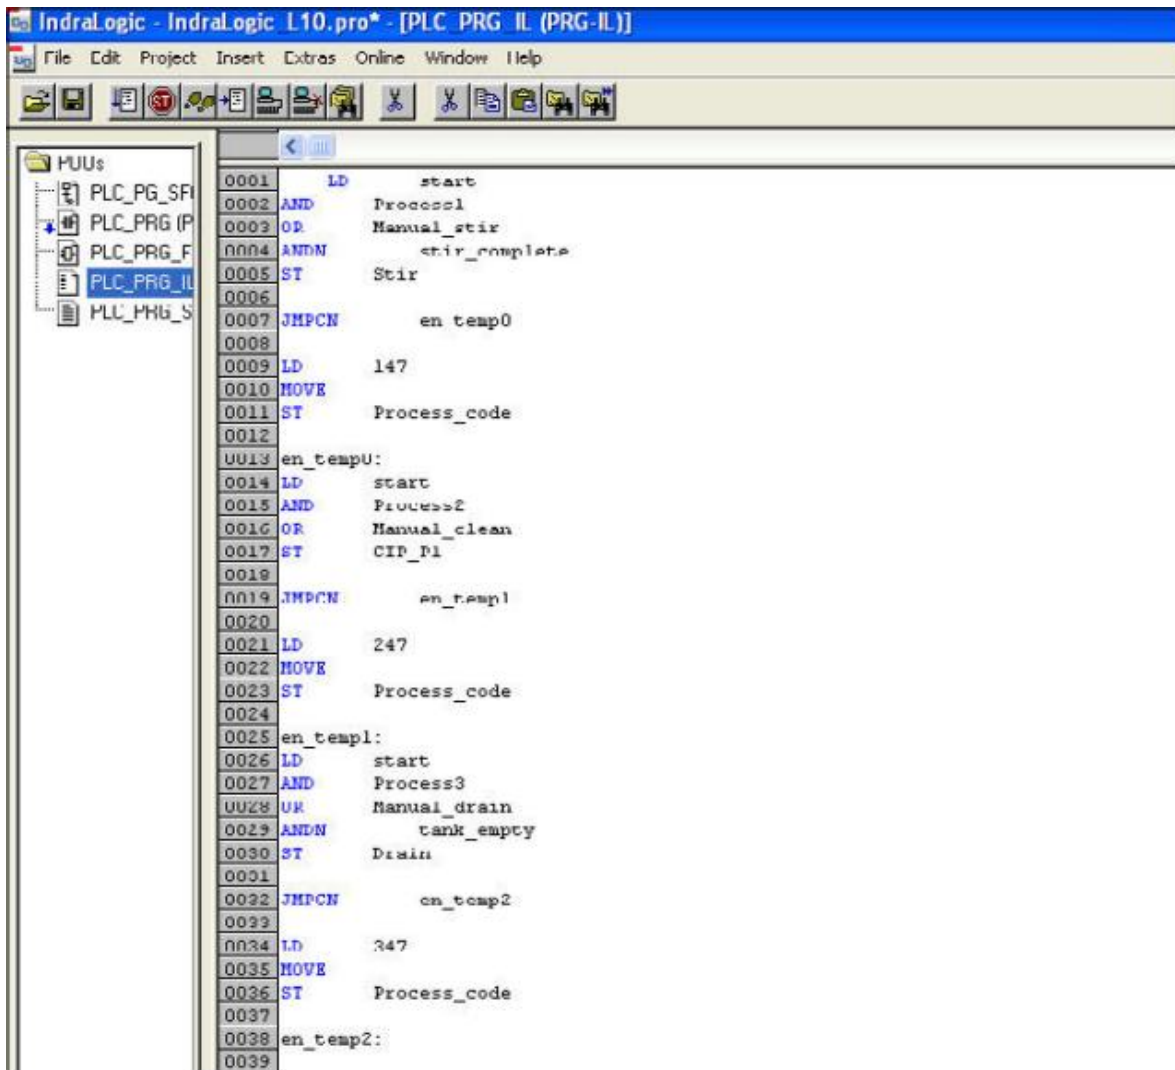 IndraLogic - IndraLogic_L10.pro* - [PLC_PRG_IL (PRG-IL)]
File Edit Project Insert Extras Online Window Help
POUs
PLC_PG_SF
PLC_PRG (P
PLC_PRG_F
PLC_PRG_IL
PLC_PRG_S
0001 LD start
0002 AND Process1
0003 OR Manual_stir
0004 ANDN stir_complete
0005 ST Stir
0006
0007 JMPCN en_temp0
0008
0009 LD 147
0010 MOVE
0011 ST Process_code
0012
0013 en_temp0:
0014 LD start
0015 AND Process2
0016 OR Manual_clean
0017 ST CIP_P1
0018
0019 JMPCN en_temp1
0020
0021 LD 247
0022 MOVE
0023 ST Process_code
0024
0025 en_temp1:
0026 LD start
0027 AND Process3
0028 OR Manual_drain
0029 ANDN tank_empty
0030 ST Drain
0031
0032 JMPCN en_temp2
0033
0034 LD 347
0035 MOVE
0036 ST Process_code
0037
0038 en_temp2:
0039